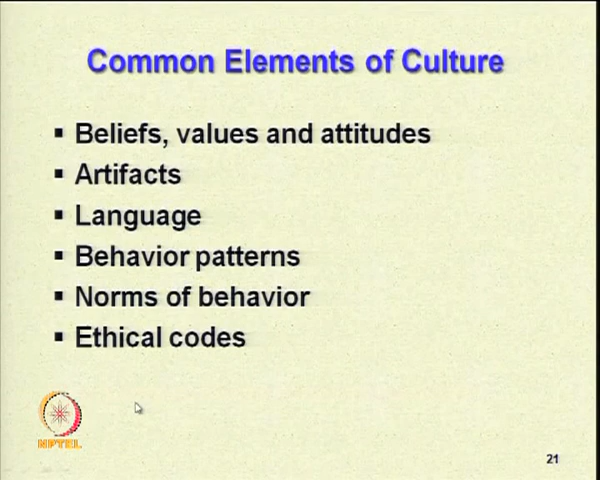 Common Elements of Culture
▪ Beliefs, values and attitudes
▪ Artifacts
▪ Language
▪ Behavior patterns
▪ Norms of behavior
▪ Ethical codes
NPTEL
21